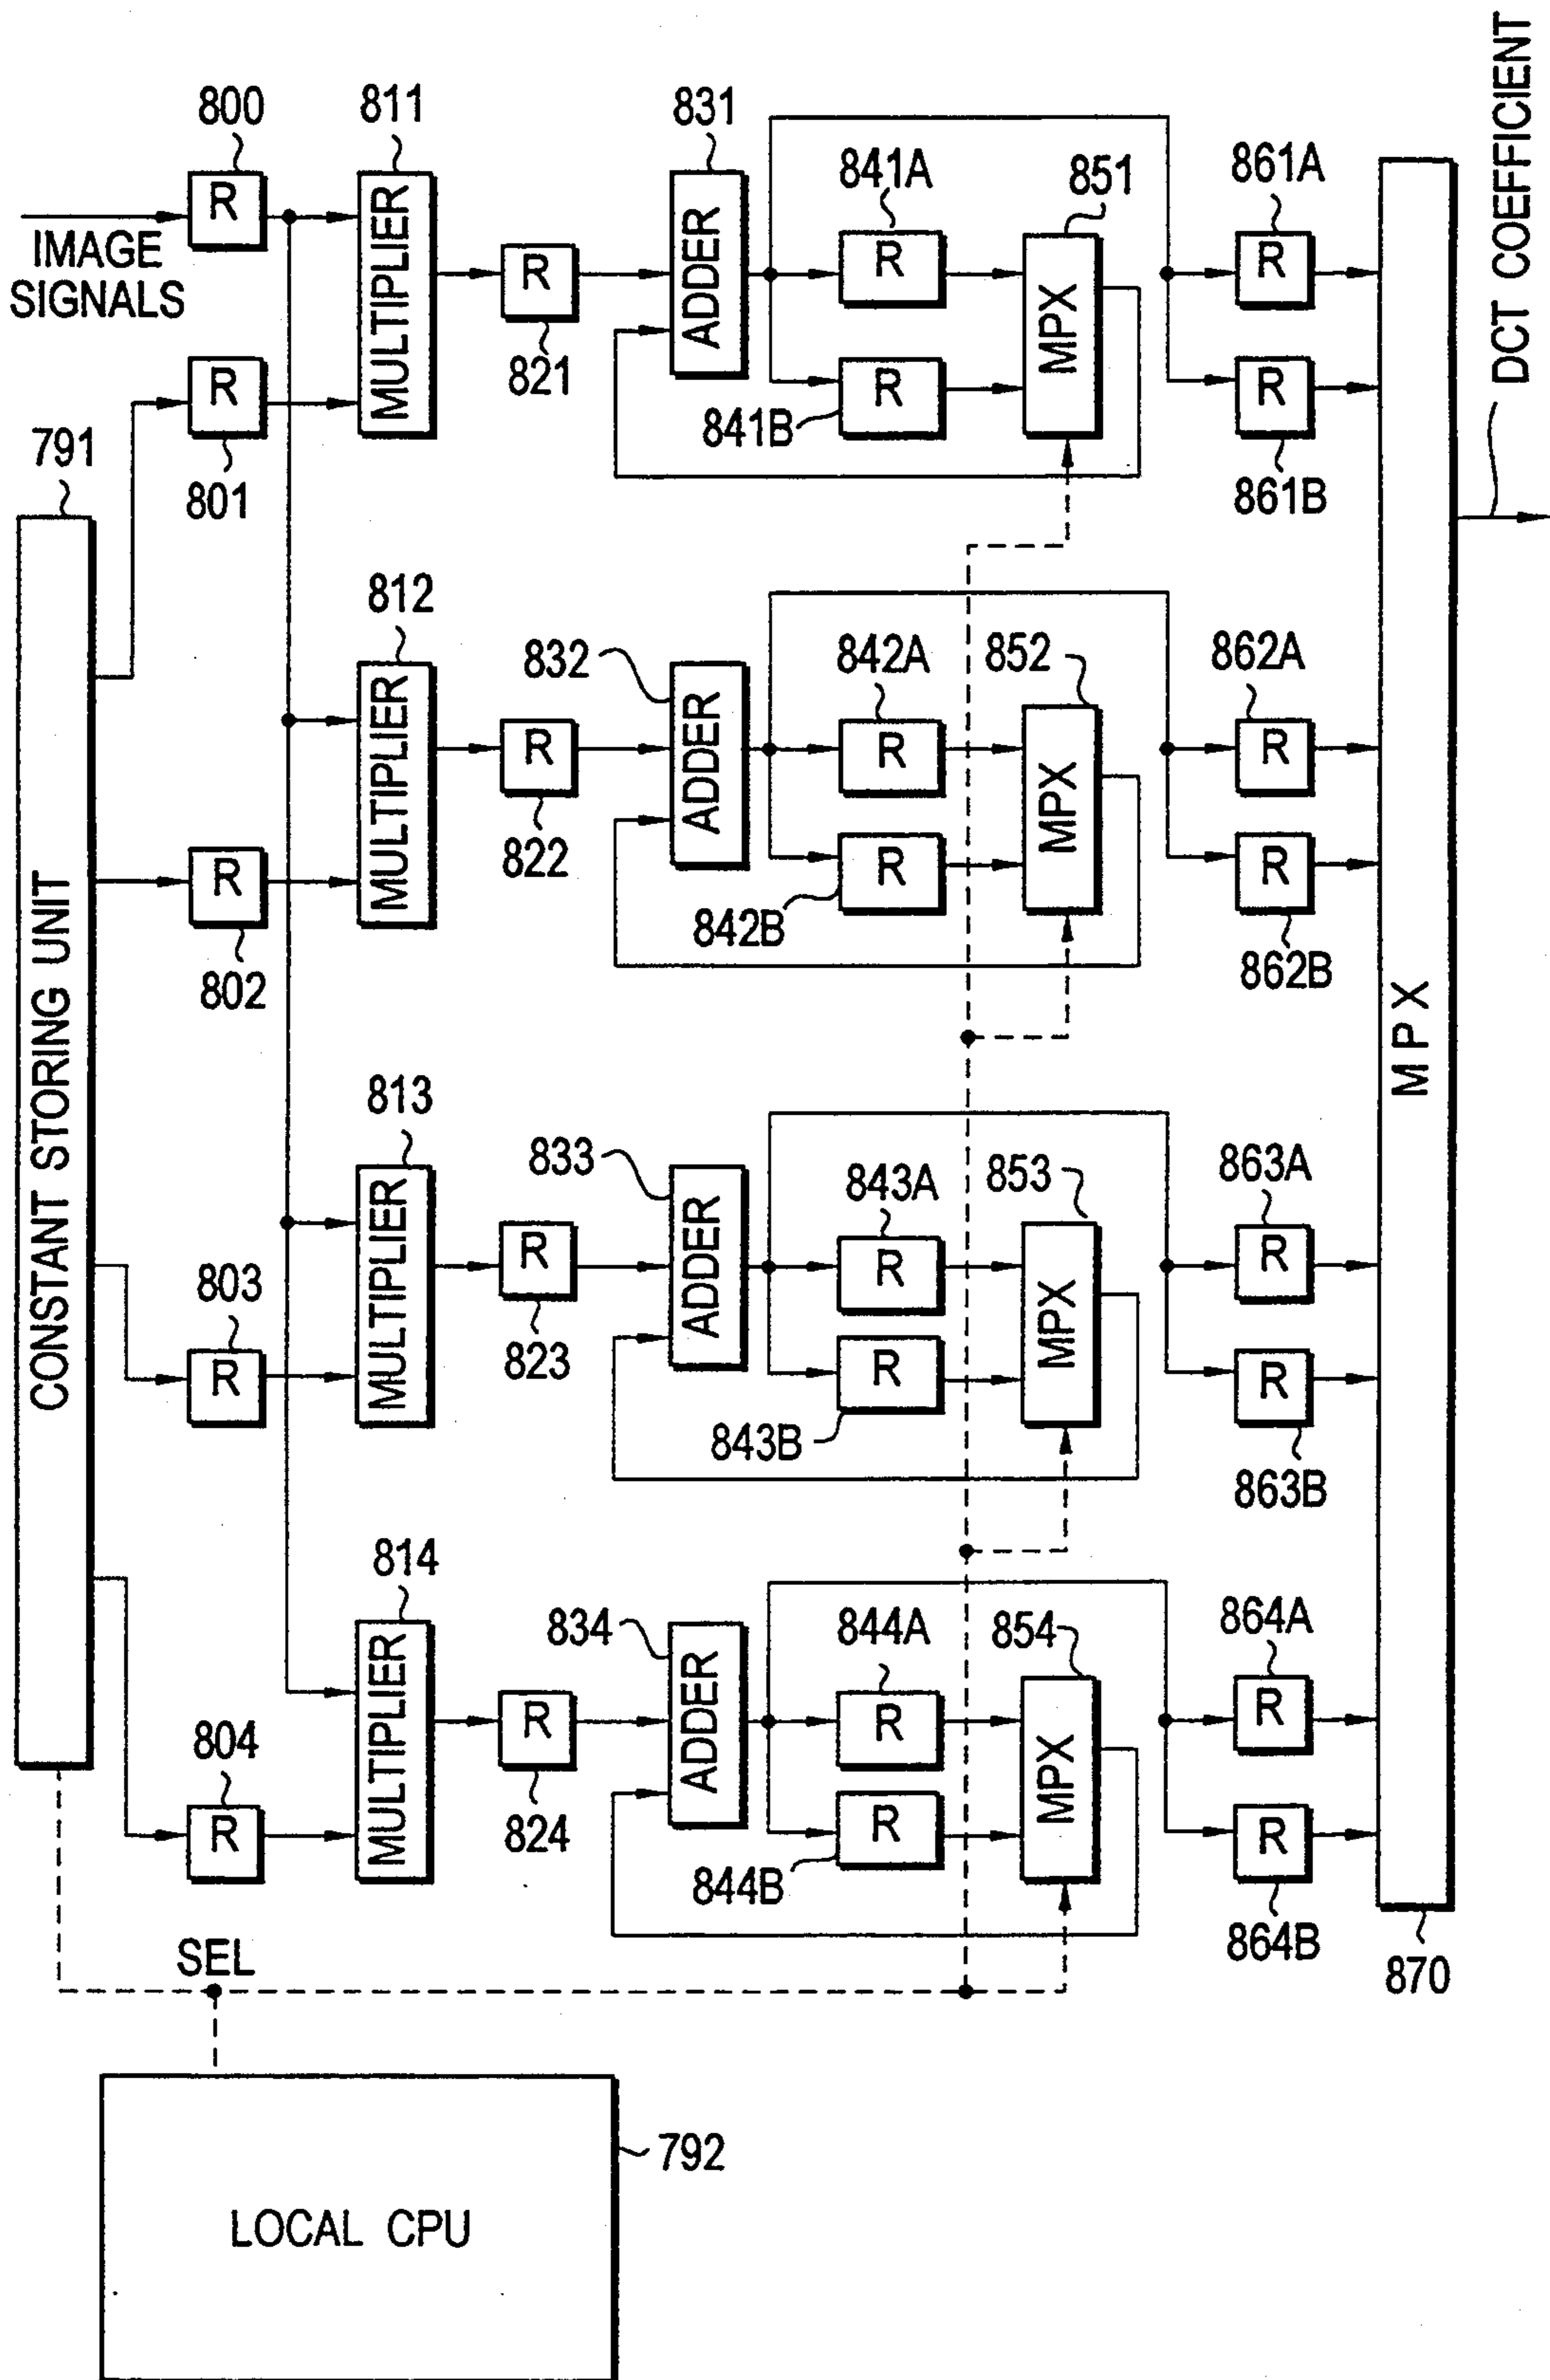 800
811
831
DCT COEFFICIENT
R
MULTIPLIER
ADDER
841A
851
861A
IMAGE
SIGNALS
R
R
MPX
R
R
821
R
R
801
841B
861B
791
CONSTANT STORING UNIT
812
832
842A
852
862A
MULTIPLIER
R
ADDER
R
MPX
R
822
R
R
R
802
842B
862B
MPX
813
833
843A
853
863A
MULTIPLIER
R
ADDER
R
MPX
R
803
823
R
R
R
843B
863B
814
834
844A
854
864A
MULTIPLIER
R
ADDER
R
MPX
R
804
824
R
R
R
844B
864B
SEL
870
792
LOCAL CPU